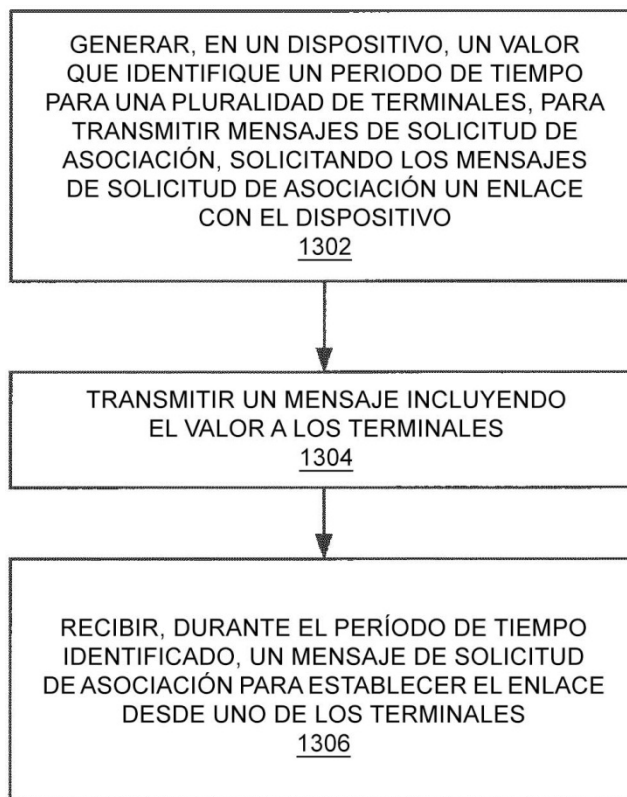 GENERAR, EN UN DISPOSITIVO, UN VALOR
QUE IDENTIFIQUE UN PERIODO DE TIEMPO
PARA UNA PLURALIDAD DE TERMINALES, PARA
TRANSMITIR MENSAJES DE SOLICITUD DE
ASOCIACIÓN, SOLICITANDO LOS MENSAJES
DE SOLICITUD DE ASOCIACIÓN UN ENLACE
CON EL DISPOSITIVO
1302
TRANSMITIR UN MENSAJE INCLUYENDO
EL VALOR A LOS TERMINALES
1304
RECIBIR, DURANTE EL PERÍODO DE TIEMPO
IDENTIFICADO, UN MENSAJE DE SOLICITUD
DE ASOCIACIÓN PARA ESTABLECER EL ENLACE
DESDE UNO DE LOS TERMINALES
1306